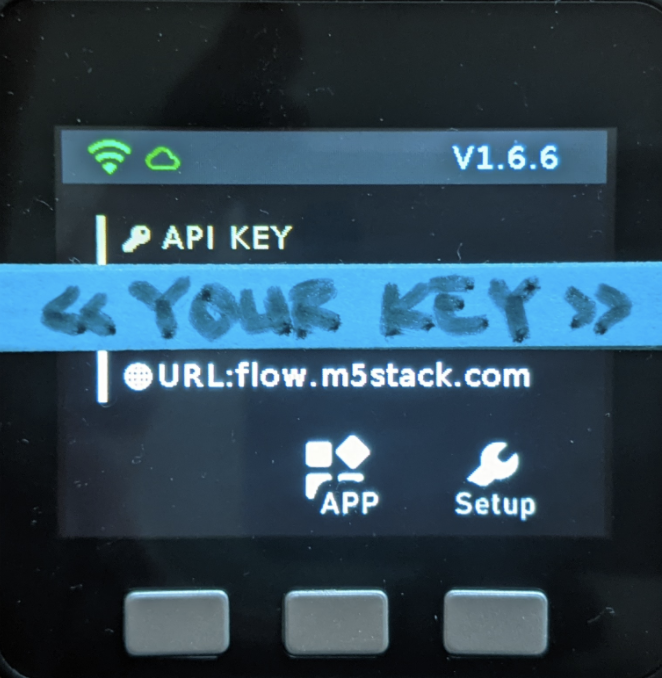 V1.6.6
API KEY
<< YOUR KEY >>
URL:flow.m5stack.com
APP
Setup